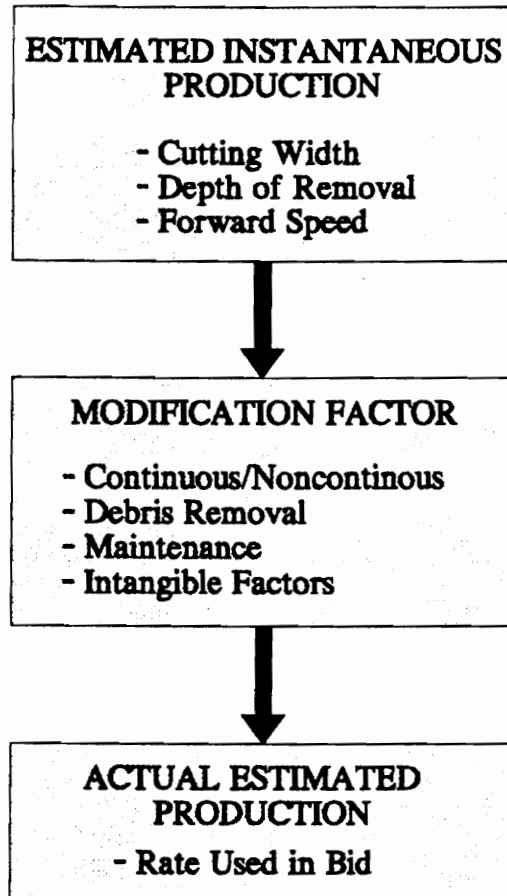 ESTIMATED INSTANTANEOUS
PRODUCTION
- Cutting Width
- Depth of Removal
- Forward Speed
MODIFICATION FACTOR
- Continuous/Noncontinous
- Debris Removal
- Maintenance
- Intangible Factors
ACTUAL ESTIMATED
PRODUCTION
- Rate Used in Bid